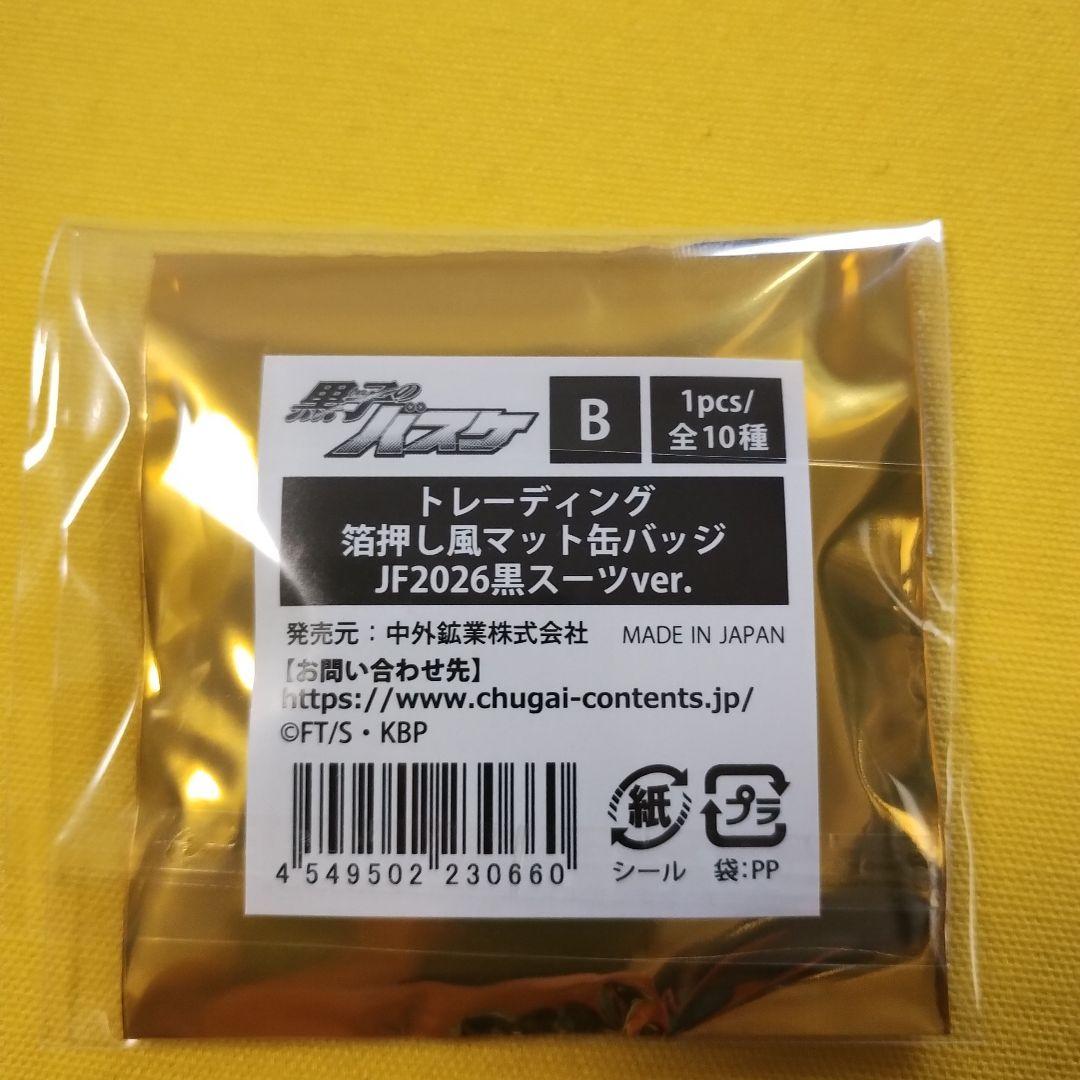 黒子の
バスケ
B
1pcs/
全10種
トレーディング
箔押し風マット缶バッジ
JF2026黒スーツver.
発売元：中外鉱業株式会社 MADE IN JAPAN
【お問い合わせ先】
https://www.chugai-contents.jp/
©FT/S・KBP
4 549502 230660
紙
シール
プラ
袋:PP